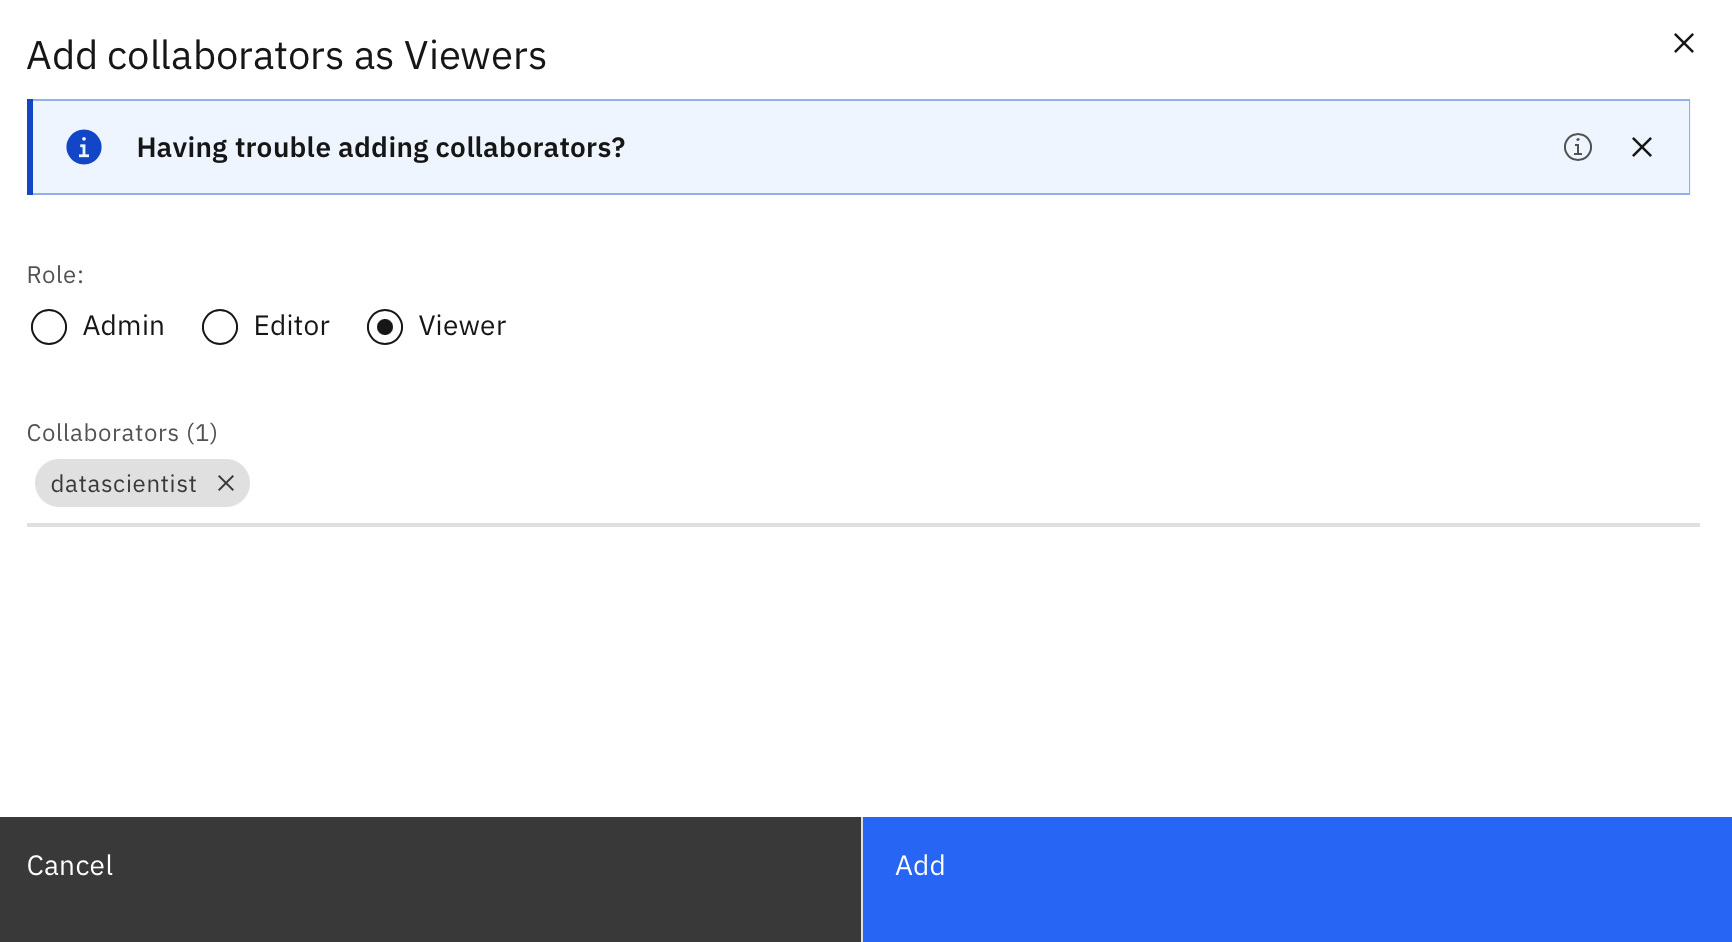 Add collaborators as Viewers
Having trouble adding collaborators?
Role:
Admin Editor Viewer
Collaborators (1)
datascientist
Cancel Add